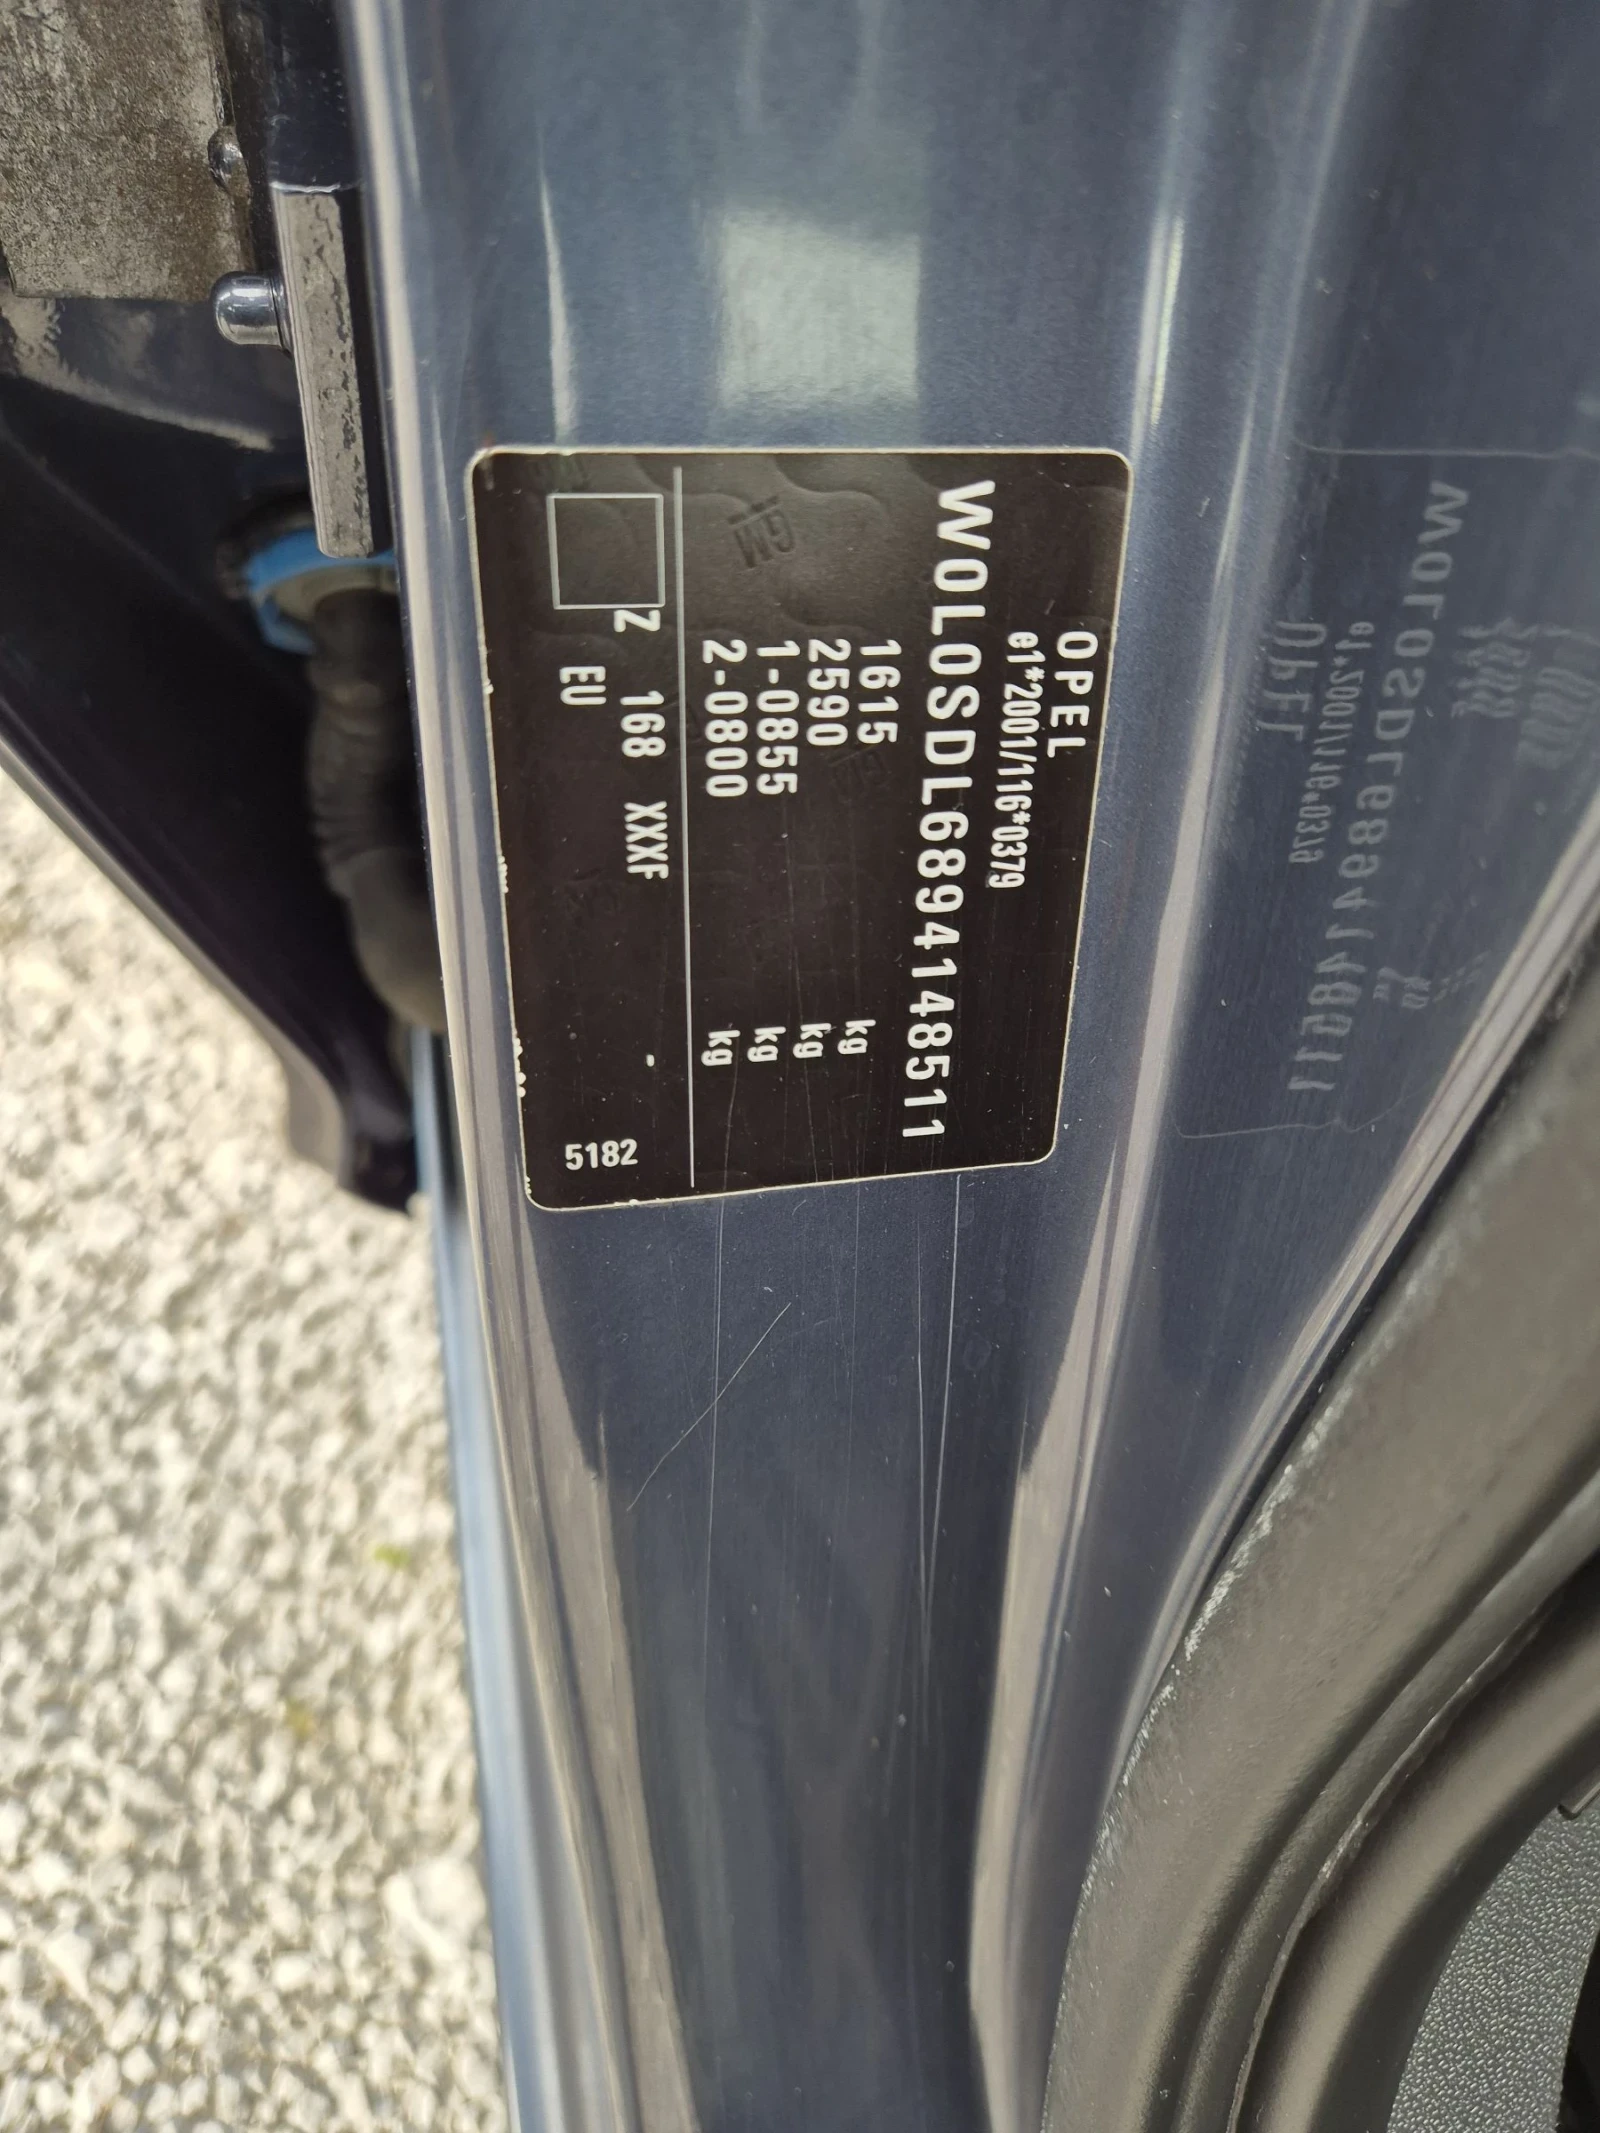 OPEL
e1*2001/116*0379
W0L0SDL6894148511
1615 kg
2590 kg
1-0855 kg
2-0800 kg
Z 168 XXXF -
EU
5182
GM